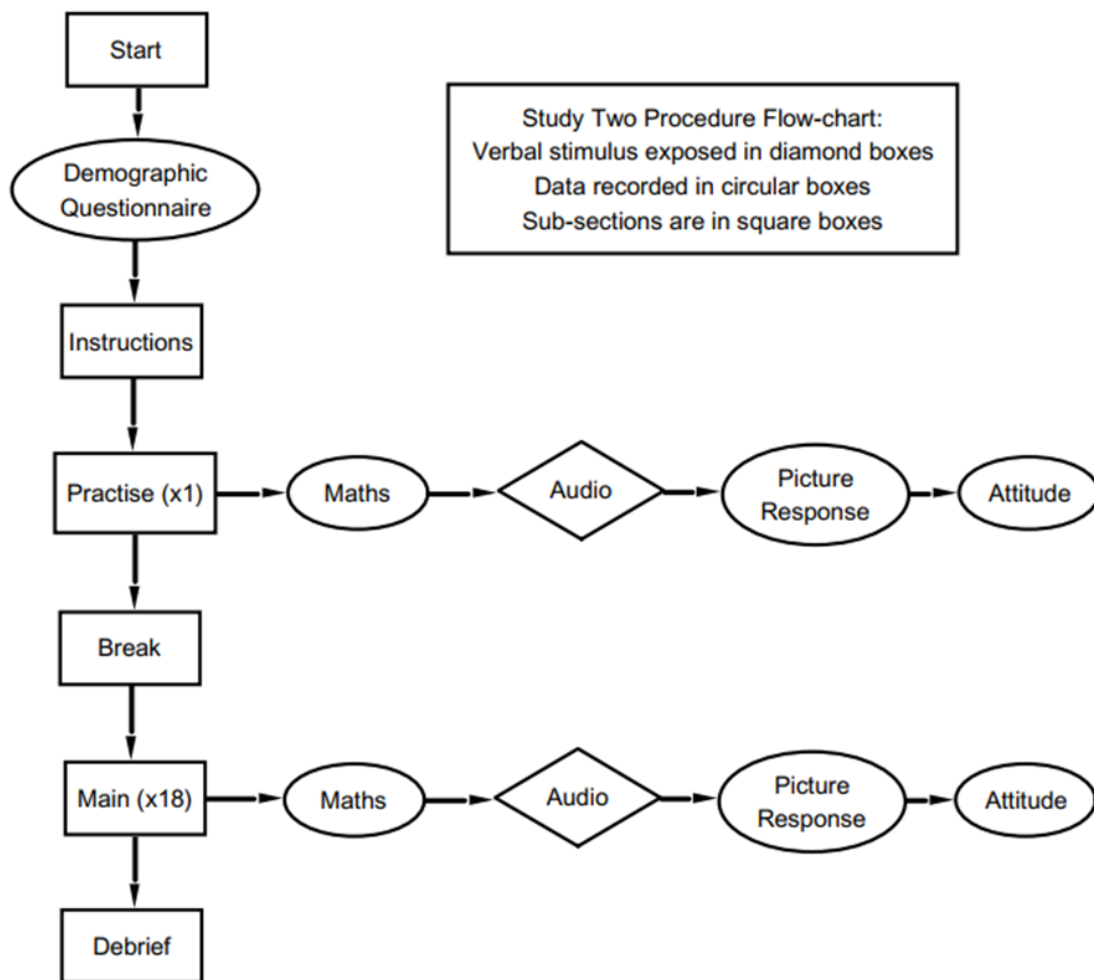 Start
Study Two Procedure Flow-chart:
Verbal stimulus exposed in diamond boxes
Data recorded in circular boxes
Sub-sections are in square boxes
Demographic
Questionnaire
Instructions
Practise (x1)
Maths
Audio
Picture
Response
Attitude
Break
Main (x18)
Maths
Audio
Picture
Response
Attitude
Debrief